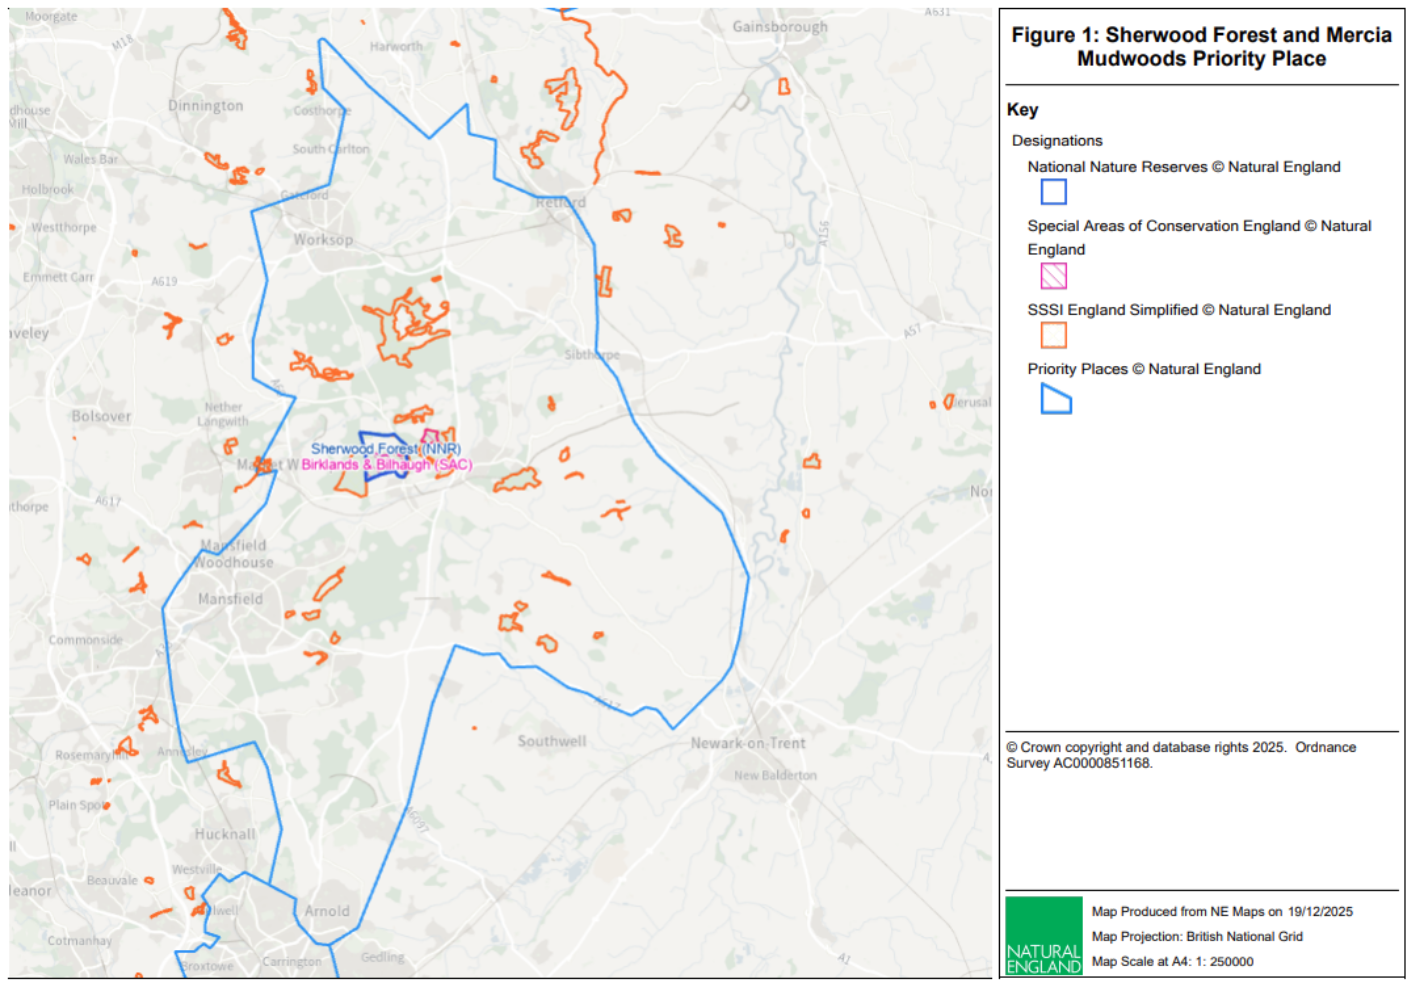 Moorgate
M18
Harworth
Gainsborough
A631
Dinnington
Costhorpe
Wales Bar
South Carlton
Holbrook
Gateford
Retford
Westthorpe
Worksop
A156
Emmett Carr
A619
A57
Sibthorpe
Bolsover
Nether
Langwith
Sherwood Forest (NNR)
Birklands & Bilhaugh (SAC)
A617
Mansfield
Woodhouse
Mansfield
Commonside
A617
Rosemary
Annesley
Southwell
Newark-on-Trent
New Balderton
Plain Spot
A6097
Hucknall
Westville
Beauvale
Arnold
Cotmanhay
Broxtowe
Carrington
Gedling
A1
Figure 1: Sherwood Forest and Mercia
Mudwoods Priority Place
Key
Designations
National Nature Reserves © Natural England
Special Areas of Conservation England © Natural
England
SSSI England Simplified © Natural England
Priority Places © Natural England
© Crown copyright and database rights 2025. Ordnance
Survey AC0000851168.
NATURAL
ENGLAND
Map Produced from NE Maps on 19/12/2025
Map Projection: British National Grid
Map Scale at A4: 1: 250000